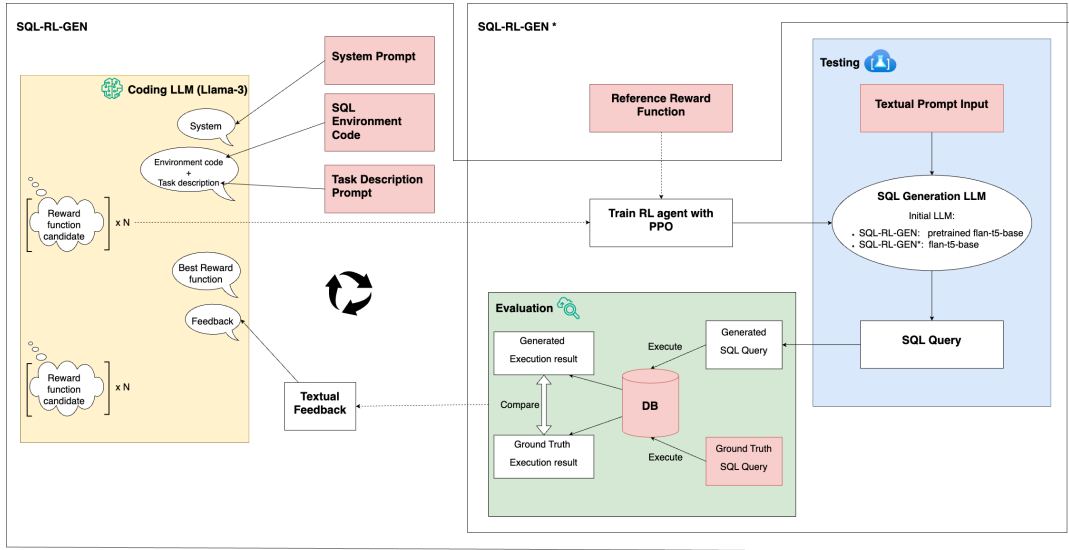 SQL-RL-GEN
Coding LLM (Llama-3)
System
Environment code
+
Task description
Reward
function
candidate
x N
Best Reward
function
Feedback
Reward
function
candidate
x N
System Prompt
SQL
Environment
Code
Task Description
Prompt
Textual
Feedback
SQL-RL-GEN *
Reference Reward
Function
Train RL agent with
PPO
Testing
Textual Prompt Input
SQL Generation LLM
Initial LLM:
• SQL-RL-GEN: pretrained flan-t5-base
• SQL-RL-GEN*: flan-t5-base
SQL Query
Evaluation
Generated
Execution result
Compare
Ground Truth
Execution result
Execute
DB
Execute
Generated
SQL Query
Ground Truth
SQL Query